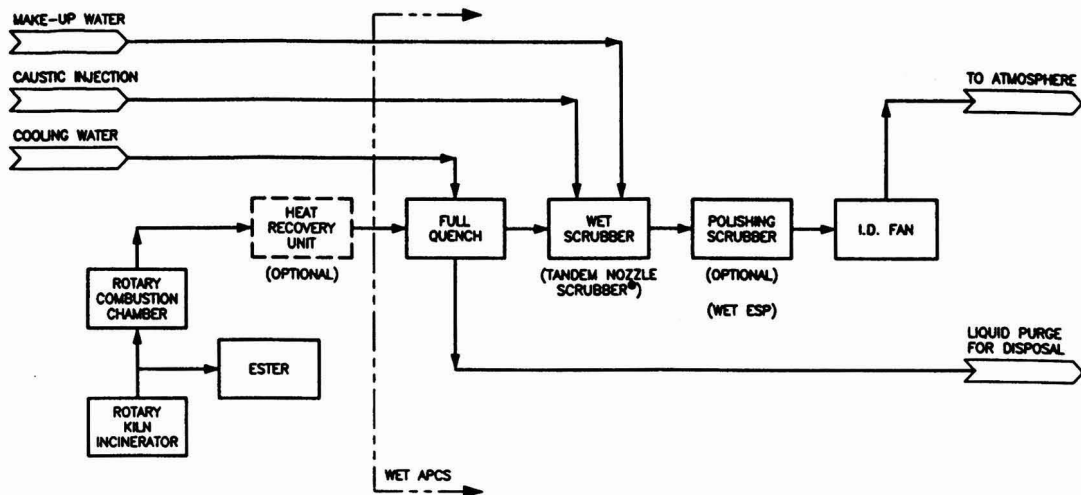 MAKE-UP WATER
CAUSTIC INJECTION
COOLING WATER
TO ATMOSPHERE
HEAT
RECOVERY
UNIT
(OPTIONAL)
FULL
QUENCH
WET
SCRUBBER
(TANDEM NOZZLE
SCRUBBER®)
POLISHING
SCRUBBER
(OPTIONAL)
(WET ESP)
I.D. FAN
ROTARY
COMBUSTION
CHAMBER
ESTER
ROTARY
KILN
INCINERATOR
LIQUID PURGE
FOR DISPOSAL
WET APCS